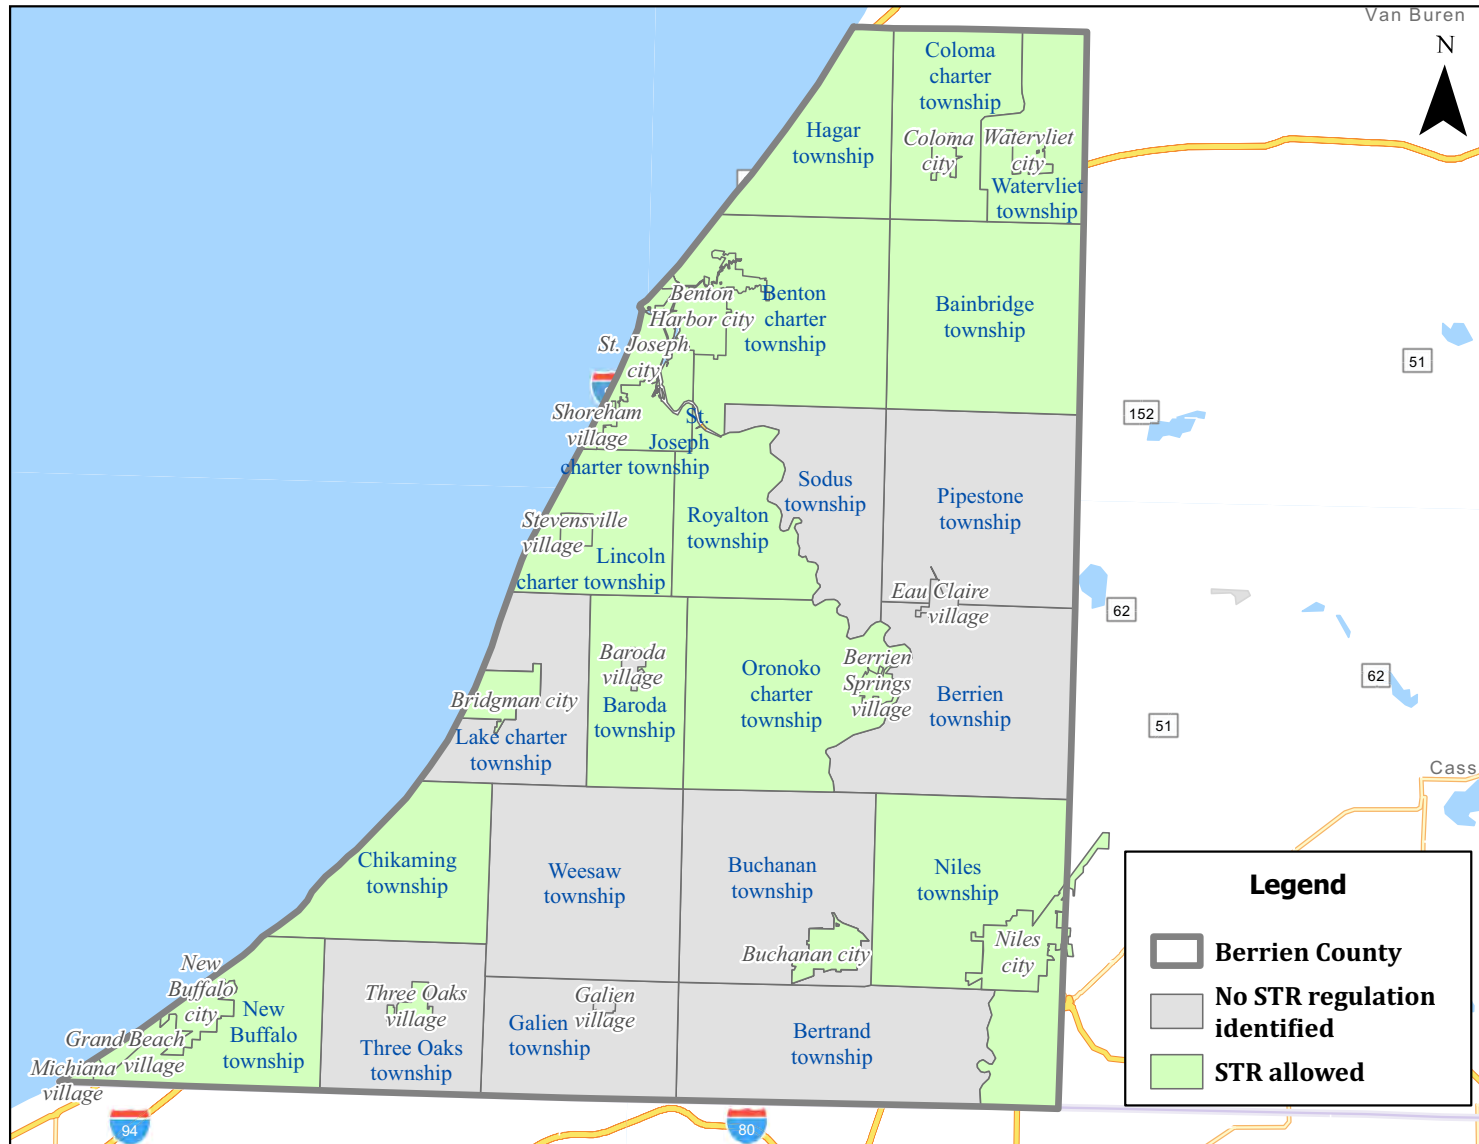 Van Buren
N
Coloma
charter
township
Hagar
township
Coloma
city
Watervliet
city
Watervliet
township
Benton
Harbor city
Benton
charter
township
Bainbridge
township
St. Joseph
city
51
152
Shoreham
village
St.
Joseph
charter township
Sodus
township
Pipestone
township
Royalton
township
Stevensville
village
Lincoln
charter township
Eau Claire
village
62
Baroda
village
Berrien
Springs
village
Oronoko
charter
township
Berrien
township
62
Bridgman city
Baroda
township
Lake charter
township
51
Cass
Chikaming
township
Weesaw
township
Buchanan
township
Niles
township
Buchanan city
Niles
city
New
Buffalo
city
Three Oaks
village
Galien
village
New
Buffalo
township
Grand Beach
village
Michiana
village
Three Oaks
township
Galien
township
Bertrand
township
94
80
Legend
Berrien County
No STR regulation
identified
STR allowed